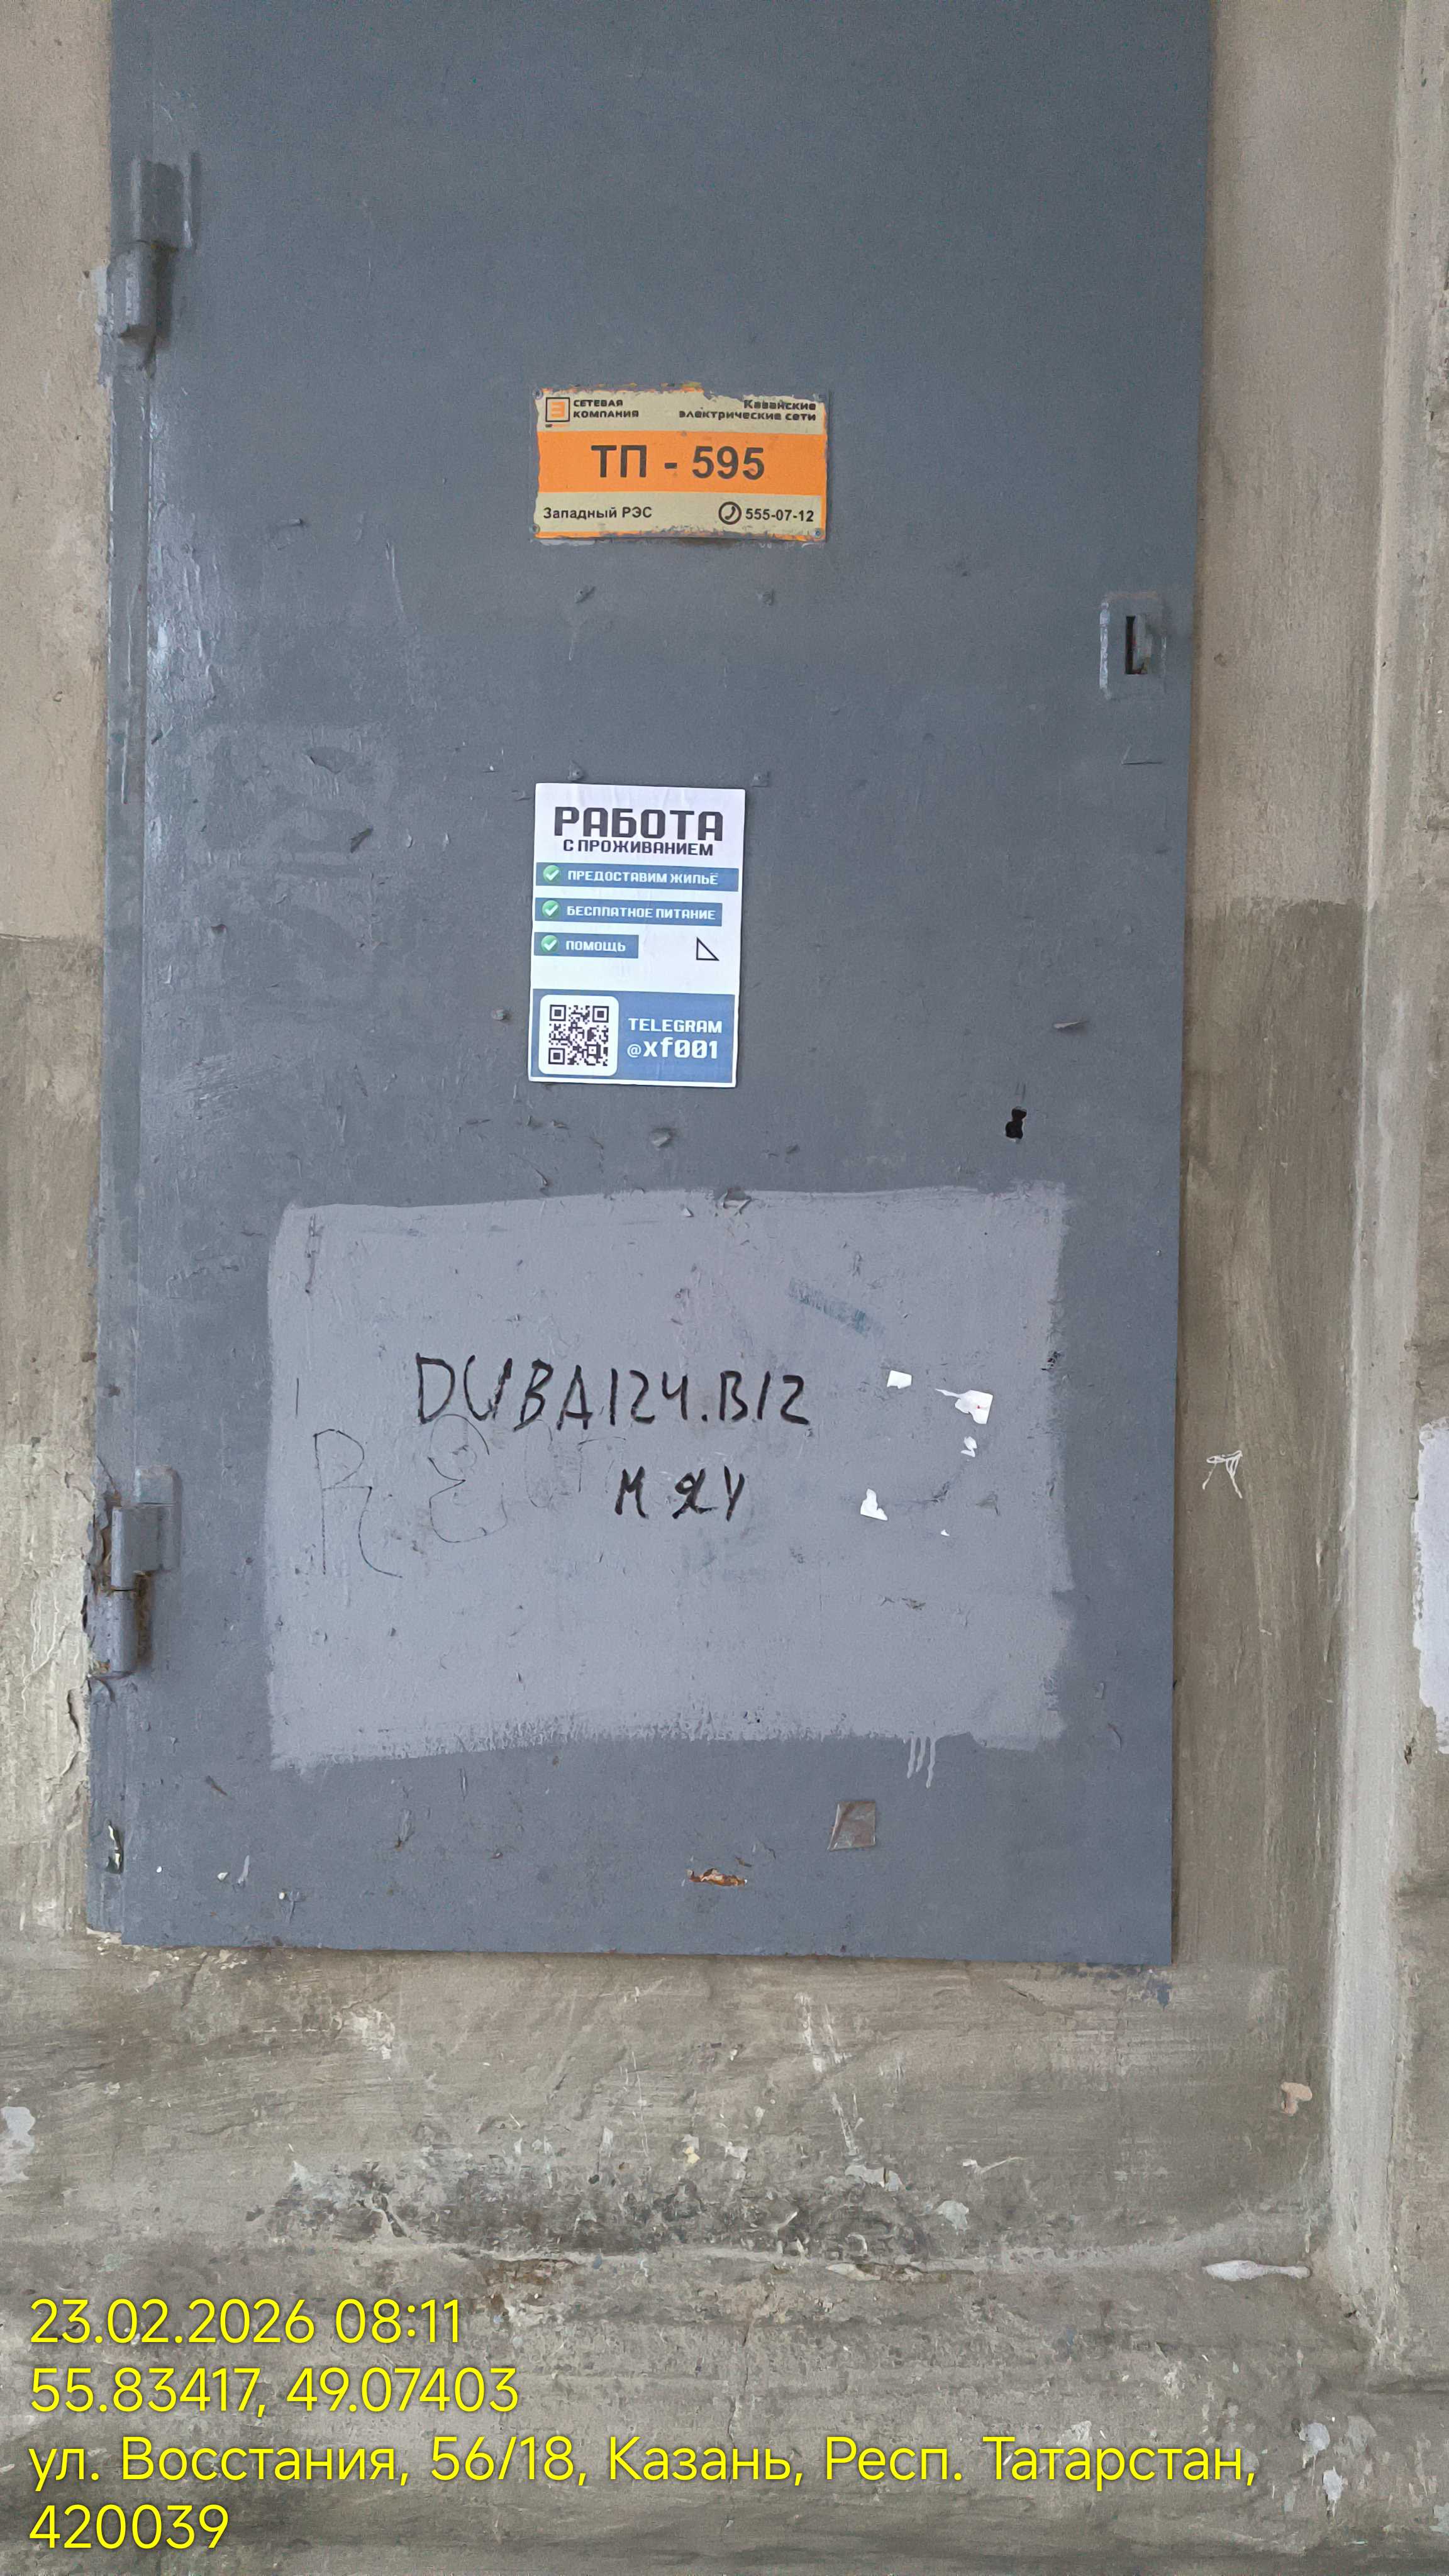 СЕТЕВАЯ
КОМПАНИЯ
Казанские
электрические сети
ТП - 595
Западный РЭС
555-07-12
РАБОТА
С ПРОЖИВАНИЕМ
ПРЕДОСТАВИМ ЖИЛЬЁ
БЕСПЛАТНОЕ ПИТАНИЕ
ПОМОЩЬ
TELEGRAM
@xf001
DUBAI24.BIZ
МЯУ
23.02.2026 08:11
55.83417, 49.07403
ул. Восстания, 56/18, Казань, Респ. Татарстан,
420039